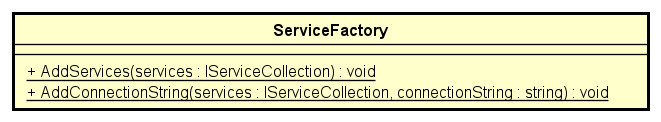 ServiceFactory
+ AddServices(services : IServiceCollection) : void
+ AddConnectionString(services : IServiceCollection, connectionString : string) : void